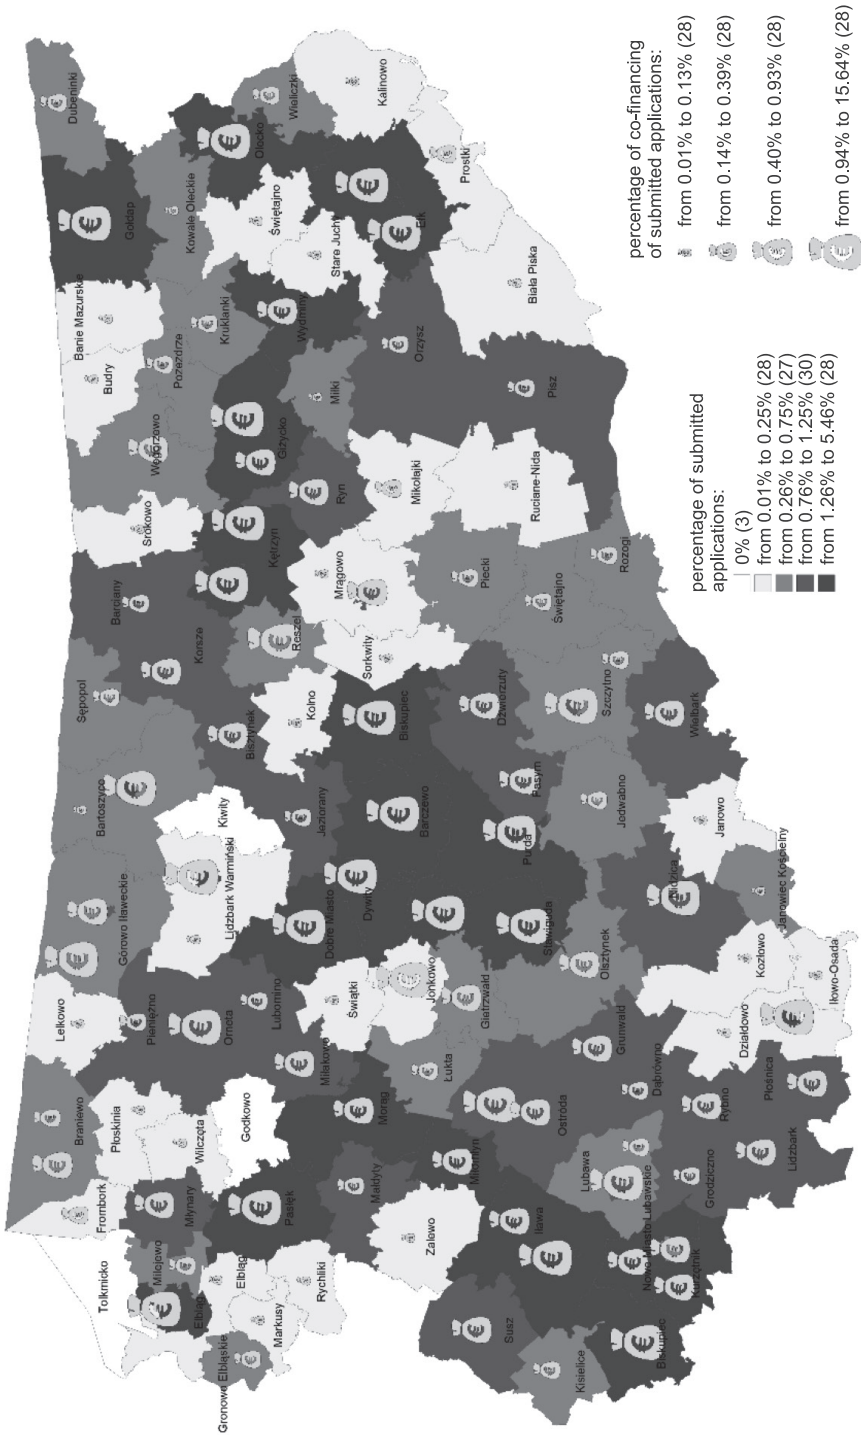 Dubeninki
Gołdap
Kowale Oleckie
Olecko
Wieliczki
Świętajno
Kalinowo
Stare Juchy
Ełk
Prostki
Banie Mazurskie
Budry
Pozezdrze
Kruklanki
Wydminy
Biała Piska
Węgorzewo
Giżycko
Miłki
Orzysz
Pisz
Srokowo
Kętrzyn
Ryn
Mikołajki
Ruciane-Nida
Barciany
Korsze
Reszel
Mrągowo
Piecki
Świętajno
Rozogi
Sępopol
Bisztynek
Kolno
Sorkwity
Biskupiec
Dźwierzuty
Szczytno
Wielbark
Bartoszyce
Kiwity
Jeziorany
Barczewo
Pasym
Purda
Jedwabno
Janowo
Górowo Iławeckie
Lidzbark Warmiński
Dobre Miasto
Dywity
Stawiguda
Nidzica
Janowiec Kościelny
Lelkowo
Pieniężno
Orneta
Lubomino
Świątki
Jonkowo
Gietrzwałd
Olsztynek
Kozłowo
Iłowo-Osada
Działdowo
Braniewo
Płoskinia
Wilczęta
Godkowo
Miłakowo
Morąg
Łukta
Grunwald
Dąbrówno
Ostróda
Płośnica
Rybno
Lidzbark
Frombork
Młynary
Pasłęk
Małdyty
Miłomłyn
Lubawa
Grodziczno
Tolkmicko
Milejewo
Elbląg
Elbląg
Rychliki
Markusy
Gronowo Elbląskie
Zalewo
Iława
Nowe Miasto Lubawskie
Kurzętnik
Susz
Kisielice
Biskupiec
percentage of submitted
applications:
0% (3)
from 0.01% to 0.25% (28)
from 0.26% to 0.75% (27)
from 0.76% to 1.25% (30)
from 1.26% to 5.46% (28)
percentage of co-financing
of submitted applications:
from 0.01% to 0.13% (28)
from 0.14% to 0.39% (28)
from 0.40% to 0.93% (28)
from 0.94% to 15.64% (28)